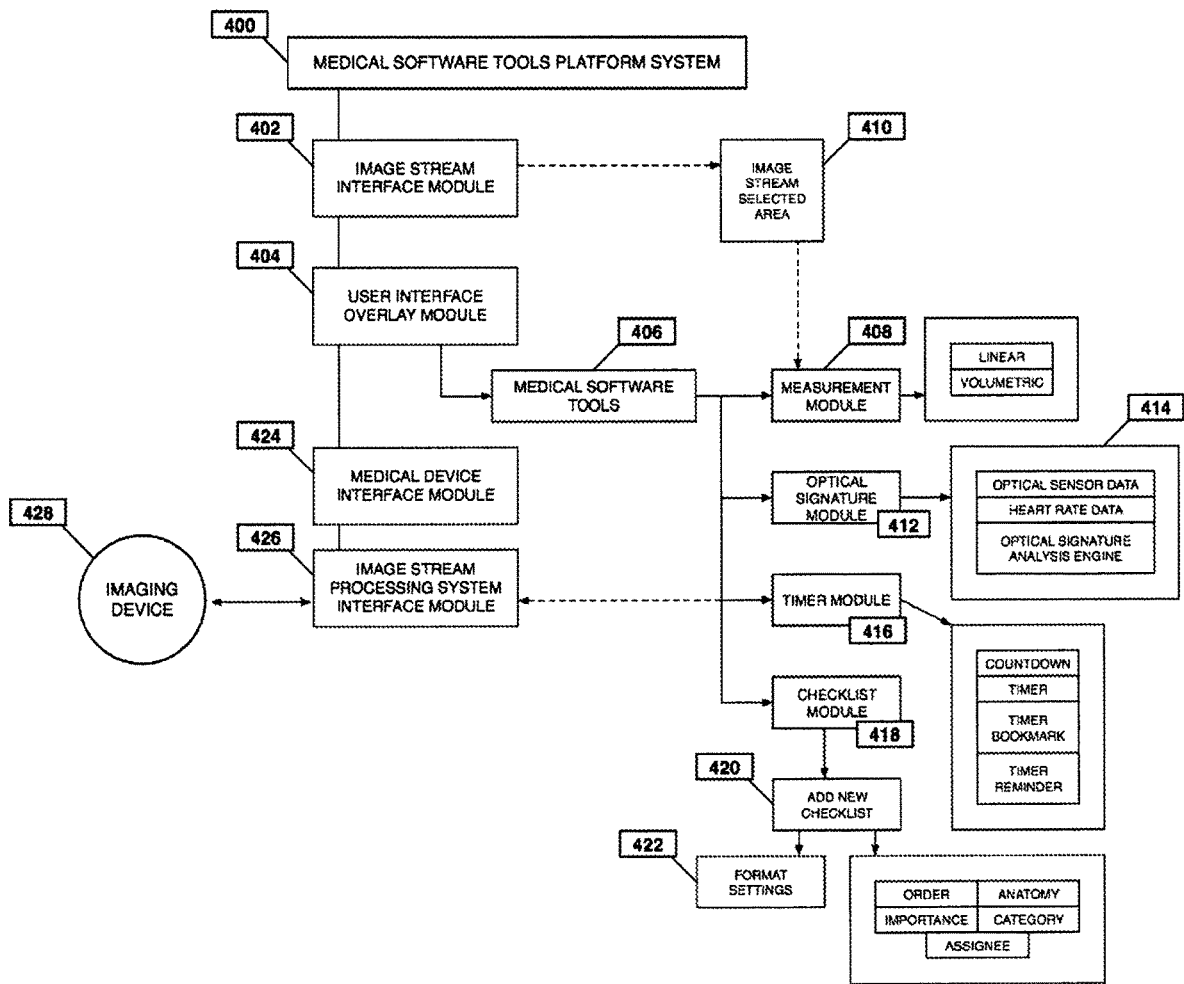 400
MEDICAL SOFTWARE TOOLS PLATFORM SYSTEM
402
IMAGE STREAM
INTERFACE MODULE
410
IMAGE
STREAM
SELECTED
AREA
404
USER INTERFACE
OVERLAY MODULE
406
MEDICAL SOFTWARE
TOOLS
408
MEASUREMENT
MODULE
LINEAR
VOLUMETRIC
424
MEDICAL DEVICE
INTERFACE MODULE
OPTICAL
SIGNATURE
MODULE
412
414
OPTICAL SENSOR DATA
HEART RATE DATA
OPTICAL SIGNATURE
ANALYSIS ENGINE
428
IMAGING
DEVICE
426
IMAGE STREAM
PROCESSING SYSTEM
INTERFACE MODULE
TIMER MODULE
416
COUNTDOWN
TIMER
TIMER
BOOKMARK
TIMER
REMINDER
CHECKLIST
MODULE
418
420
ADD NEW
CHECKLIST
422
FORMAT
SETTINGS
ORDER
ANATOMY
IMPORTANCE
CATEGORY
ASSIGNEE